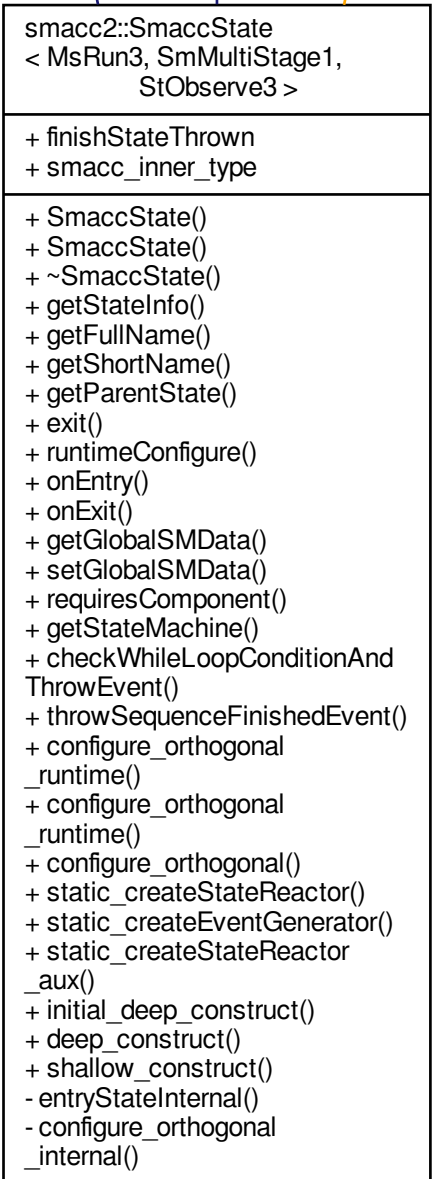 smacc2::SmaccState
< MsRun3, SmMultiStage1,
StObserve3 >
+ finishStateThrown
+ smacc_inner_type
+ SmaccState()
+ SmaccState()
+ ~SmaccState()
+ getStateInfo()
+ getFullName()
+ getShortName()
+ getParentState()
+ exit()
+ runtimeConfigure()
+ onEntry()
+ onExit()
+ getGlobalSMData()
+ setGlobalSMData()
+ requiresComponent()
+ getStateMachine()
+ checkWhileLoopConditionAnd
ThrowEvent()
+ throwSequenceFinishedEvent()
+ configure_orthogonal
_runtime()
+ configure_orthogonal
_runtime()
+ configure_orthogonal()
+ static_createStateReactor()
+ static_createEventGenerator()
+ static_createStateReactor
_aux()
+ initial_deep_construct()
+ deep_construct()
+ shallow_construct()
- entryStateInternal()
- configure_orthogonal
_internal()